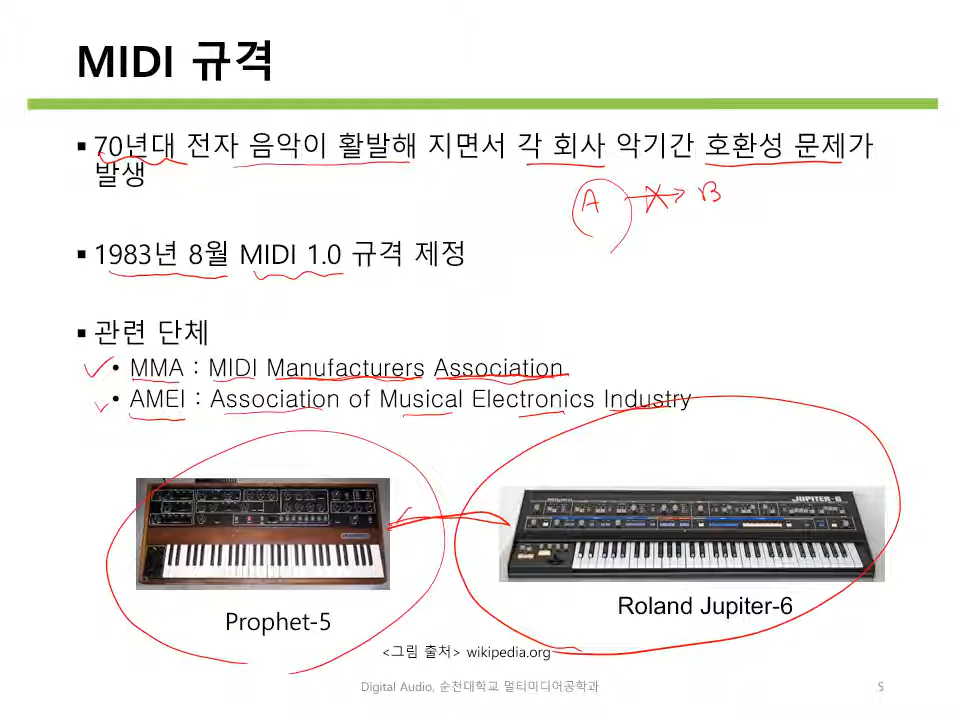 MIDI 규격
70년대 전자 음악이 활발해 지면서 각 회사 악기간 호환성 문제가
발생
A B
1983년 8월 MIDI 1.0 규격 제정
관련 단체
MMA : MIDI Manufacturers Association
AMEI : Association of Musical Electronics Industry
JUPITER-6
Prophet-5
Roland Jupiter-6
<그림 출처> wikipedia.org
Digital Audio, 순천대학교 멀티미디어공학과
5